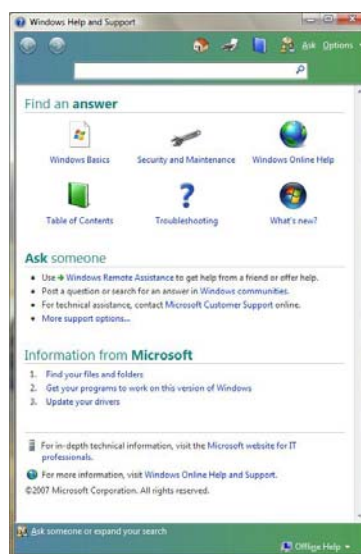 Windows Help and Support
Ask Options
Find an answer
Windows Basics Security and Maintenance Windows Online Help
Table of Contents Troubleshooting What's new?
Ask someone
• Use Windows Remote Assistance to get help from a friend or offer help.
• Post a question or search for an answer in Windows communities.
• For technical assistance, contact Microsoft Customer Support online.
• More support options...
Information from Microsoft
1. Find your files and folders
2. Get your programs to work on this version of Windows
3. Update your drivers
For in-depth technical information, visit the Microsoft website for IT
professionals.
For more information, visit Windows Online Help and Support.
©2007 Microsoft Corporation. All rights reserved.
Ask someone or expand your search
Offline Help